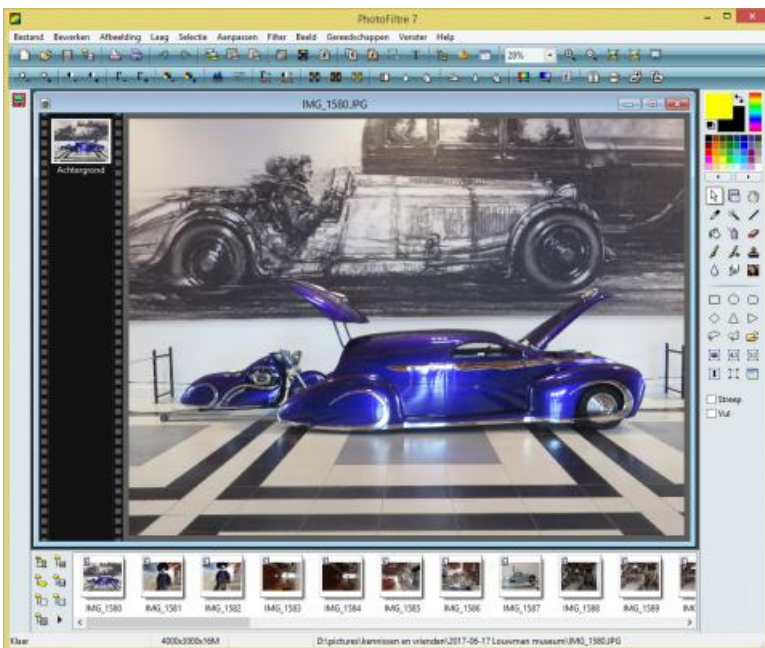 PhotoFiltre 7
Bestand Bewerken Afbeelding Laag Selectie Aanpassen Filter Beeld Gereedschappen Venster Help
20%
IMG_1580.JPG
Achtergrond
Streep
Vul
IMG_1580 IMG_1581 IMG_1582 IMG_1583 IMG_1584 IMG_1585 IMG_1586 IMG_1587 IMG_1588 IMG_1589 IMG
Klaar 4000x3000x16M D:\pictures\kennissen en vrienden\2017-06-17 Louwman museum\IMG_1580.JPG